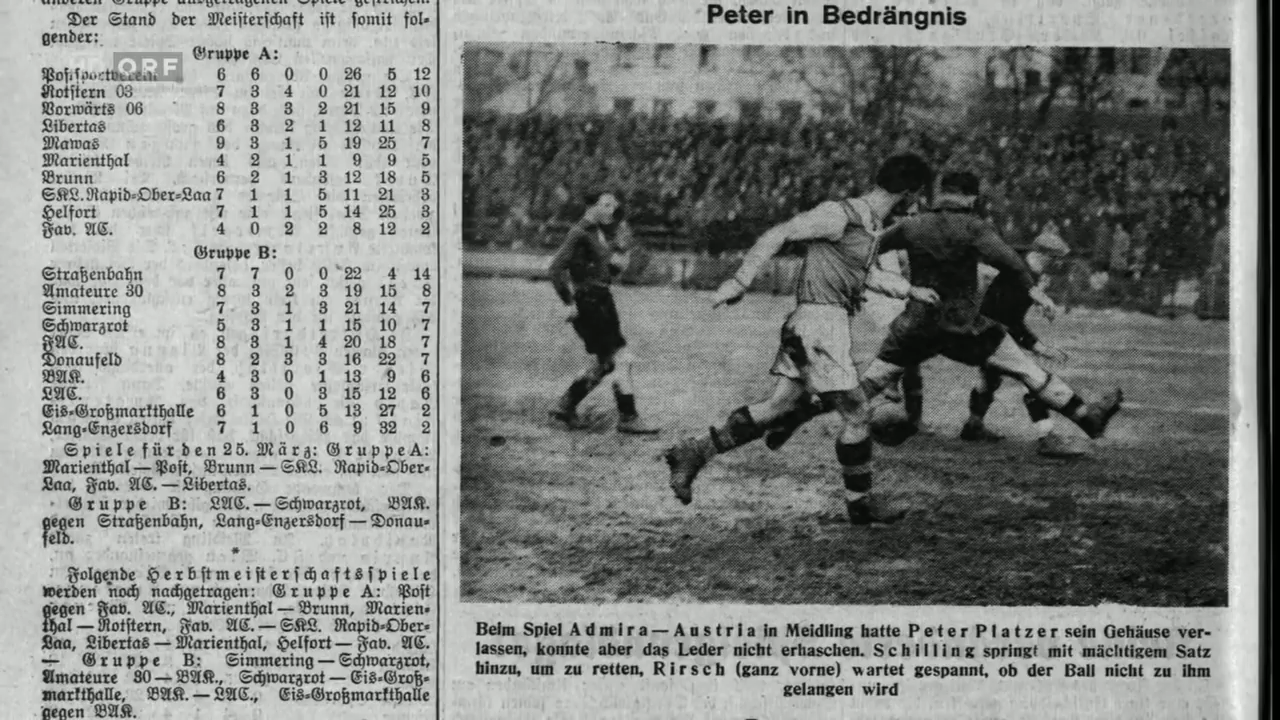 Der Stand der Meisterschaft ist somit fol-
gender:
Gruppe A:
ORF
Postsportverein 6 6 0 0 26 5 12
Rotstern 03 7 3 4 0 21 12 10
Vorwärts 06 8 3 3 2 21 15 9
Libertas 6 3 2 1 12 11 8
Mawas 9 3 1 5 19 25 7
Marienthal 4 2 1 1 9 9 5
Brunn 6 2 1 3 12 18 5
SKL. Rapid-Ober-Laa 7 1 1 5 11 21 3
Helfort 7 1 1 5 14 25 3
Fav. AC. 4 0 2 2 8 12 2
Gruppe B:
Straßenbahn 7 7 0 0 22 4 14
Amateure 30 8 3 2 3 19 15 8
Simmering 7 3 1 3 21 14 7
Schwarzrot 5 3 1 1 15 10 7
FAC. 8 3 1 4 20 18 7
Donaufeld 8 2 3 3 16 22 7
BAK. 4 3 0 1 13 9 6
LAC. 6 3 0 3 15 12 6
Eis-Großmarkthalle 6 1 0 5 13 27 2
Lang-Enzersdorf 7 1 0 6 9 32 2
Spiele für den 25. März: Gruppe A:
Marienthal — Post, Brunn — SKL. Rapid-Ober-
Laa, Fav. AC. — Libertas.
Gruppe B: LAC. — Schwarzrot, BAK.
gegen Straßenbahn, Lang-Enzersdorf — Donau-
feld.
*
Folgende Herbstmeisterschaftsspiele
werden noch nachgetragen: Gruppe A: Post
gegen Fav. AC., Marienthal — Brunn, Marien-
thal — Rotstern, Fav. AC. — SKL. Rapid-Ober-
Laa, Libertas — Marienthal, Helfort — Fav. AC.
— Gruppe B: Simmering — Schwarzrot,
Amateure 30 — BAK., Schwarzrot — Eis-Groß-
markthalle, BAK. — LAC., Eis-Großmarkthalle
gegen BAK.
Peter in Bedrängnis
Beim Spiel Admira — Austria in Meidling hatte Peter Platzer sein Gehäuse ver-
lassen, konnte aber das Leder nicht erhaschen. Schilling springt mit mächtigem Satz
hinzu, um zu retten, Rirsch (ganz vorne) wartet gespannt, ob der Ball nicht zu ihm
gelangen wird